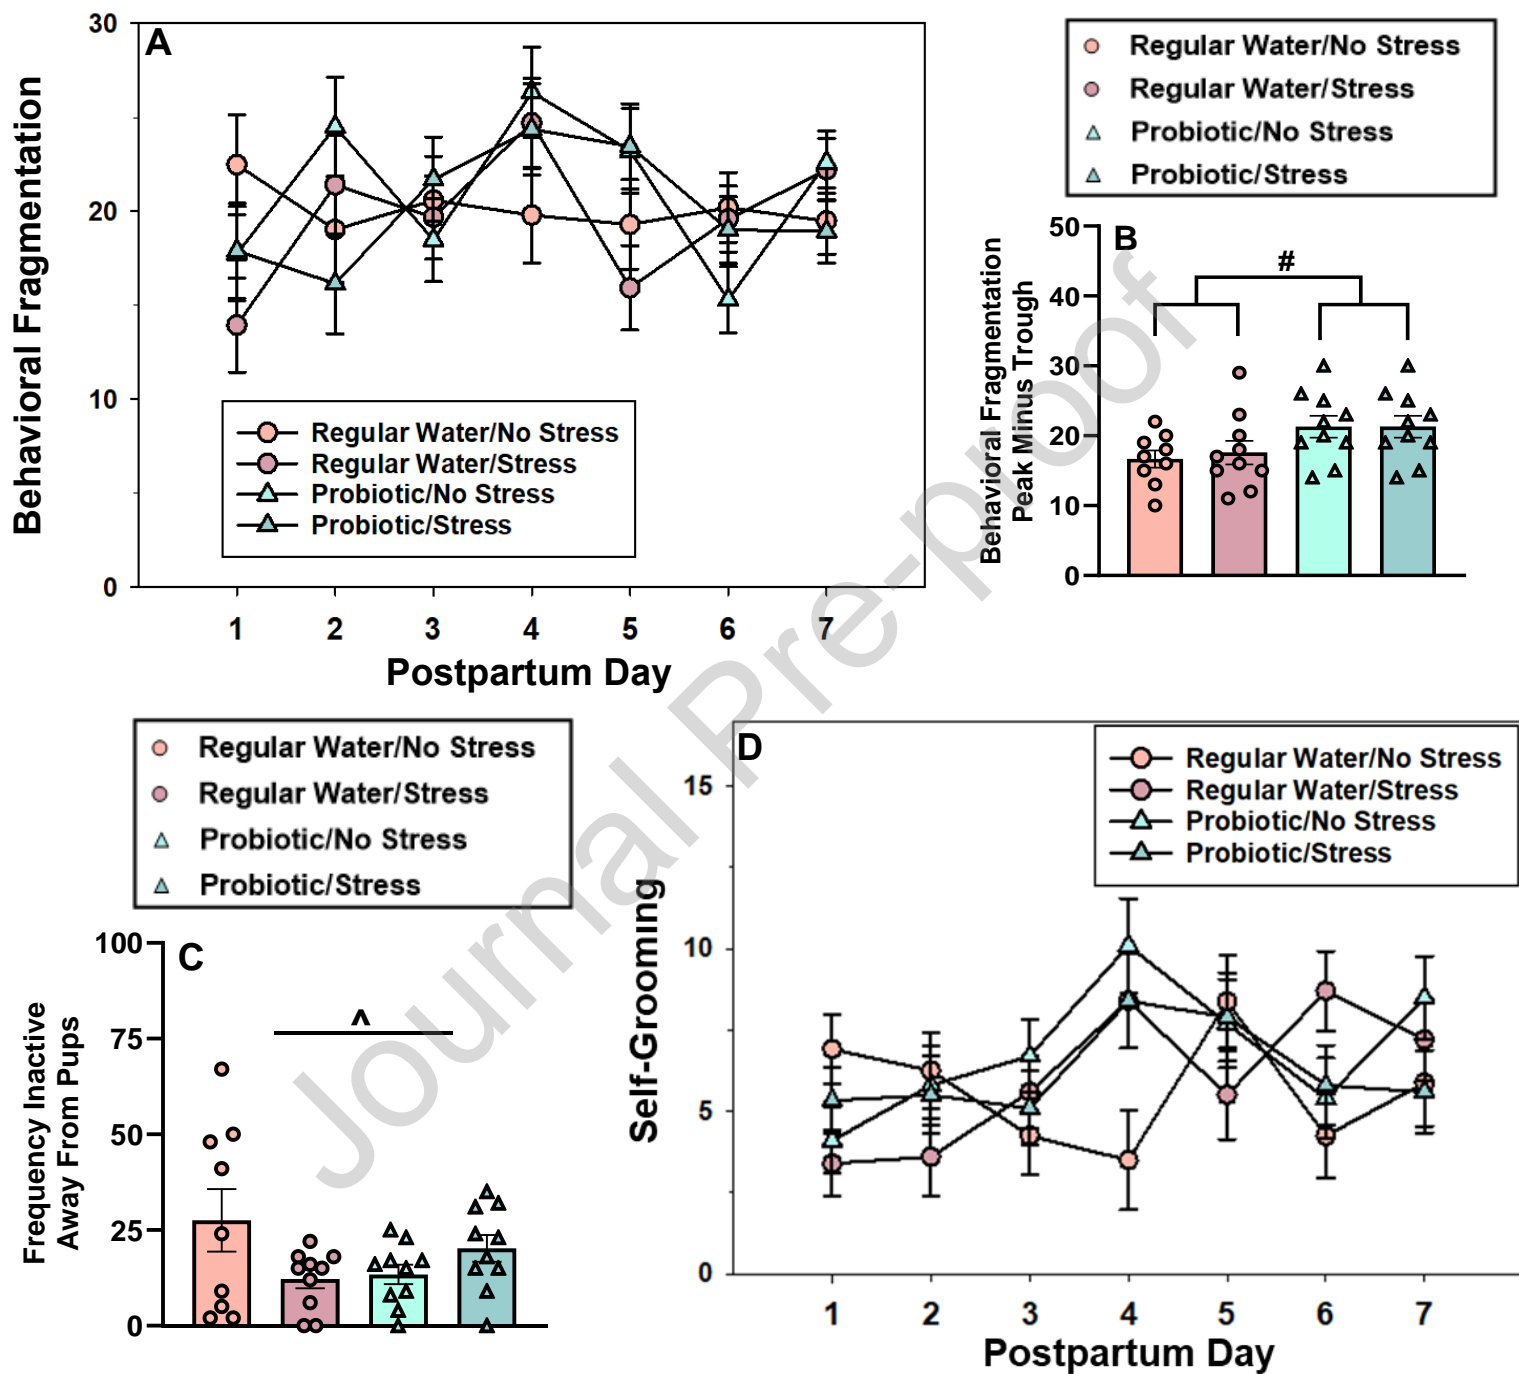 A
30
20
10
0
Behavioral Fragmentation
Regular Water/No Stress
Regular Water/Stress
Probiotic/No Stress
Probiotic/Stress
1 2 3 4 5 6 7
Postpartum Day
Regular Water/No Stress
Regular Water/Stress
Probiotic/No Stress
Probiotic/Stress
B
#
50
40
30
20
10
0
Behavioral Fragmentation
Peak Minus Trough
Regular Water/No Stress
Regular Water/Stress
Probiotic/No Stress
Probiotic/Stress
C
^
100
75
50
25
0
Frequency Inactive
Away From Pups
D
Regular Water/No Stress
Regular Water/Stress
Probiotic/No Stress
Probiotic/Stress
15
10
5
0
Self-Grooming
1 2 3 4 5 6 7
Postpartum Day
Journal Pre-proof